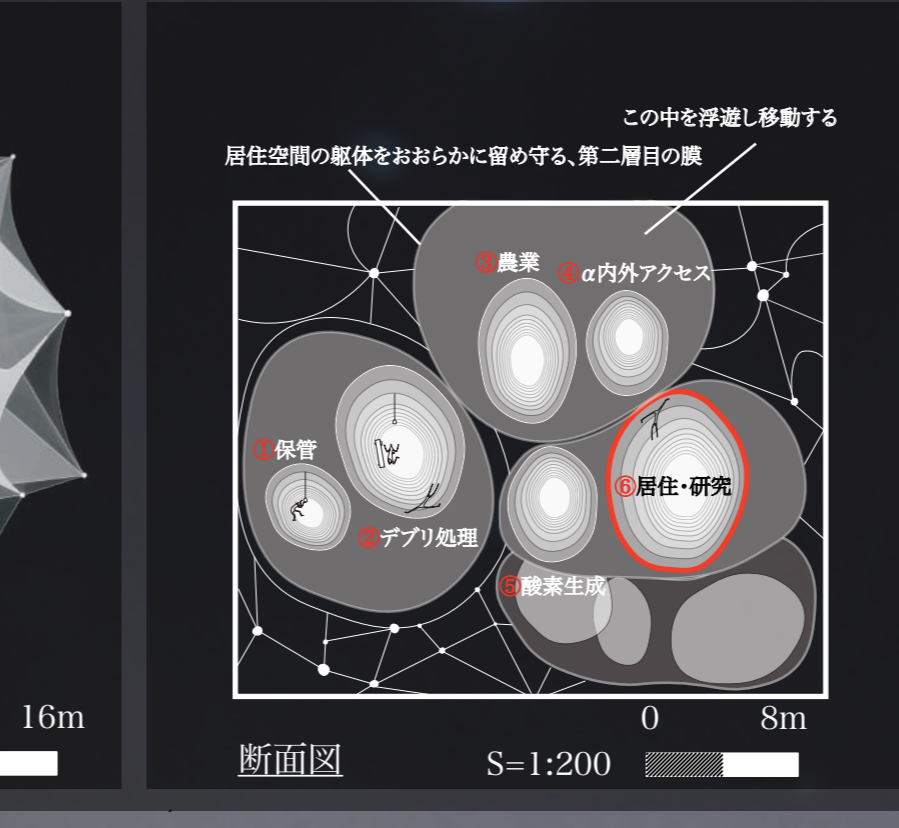 この中を浮遊し移動する
居住空間の躯体をおおらかに留め守る、第二層目の膜
③農業
④α内外アクセス
①保管
⑥居住・研究
②デブリ処理
⑤酸素生成
16m
0 8m
断面図 S=1:200